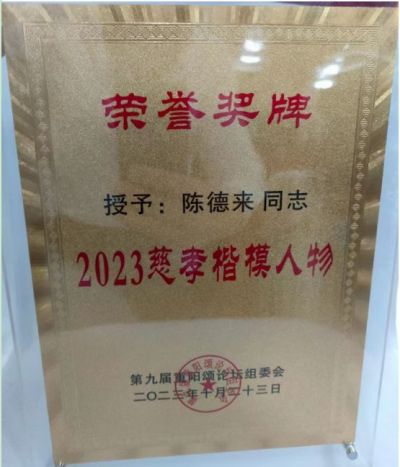 荣誉奖牌
授予：陈德来 同志
2023慈孝楷模人物
第九届重阳颂论坛组委会
二〇二三年十月二十三日